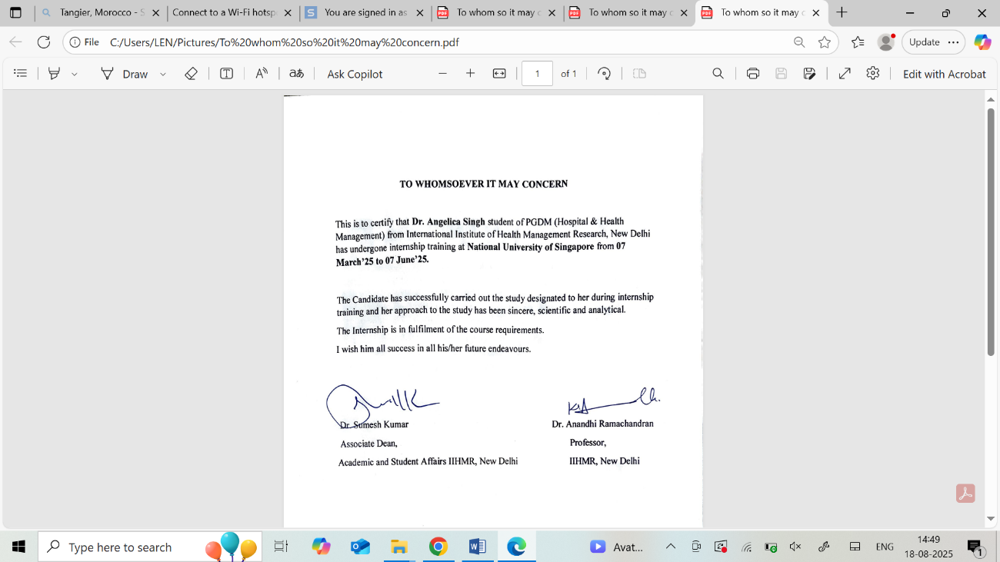 Tangier, Morocco - S
Connect to a Wi-Fi hotsp
You are signed in as
To whom so it may c
To whom so it may c
To whom so it may c
File C:/Users/LEN/Pictures/To%20whom%20so%20it%20may%20concern.pdf
Update
Draw
aあ
Ask Copilot
1 of 1
Edit with Acrobat
TO WHOMSOEVER IT MAY CONCERN
This is to certify that Dr. Angelica Singh student of PGDM (Hospital & Health
Management) from International Institute of Health Management Research, New Delhi
has undergone internship training at National University of Singapore from 07
March'25 to 07 June'25.
The Candidate has successfully carried out the study designated to her during internship
training and her approach to the study has been sincere, scientific and analytical.
The Internship is in fulfilment of the course requirements.
I wish him all success in all his/her future endeavours.
Dr. Sumesh Kumar
Associate Dean,
Academic and Student Affairs IIHMR, New Delhi
Dr. Anandhi Ramachandran
Professor,
IIHMR, New Delhi
Type here to search
Avat...
ENG
14:49
18-08-2025
1